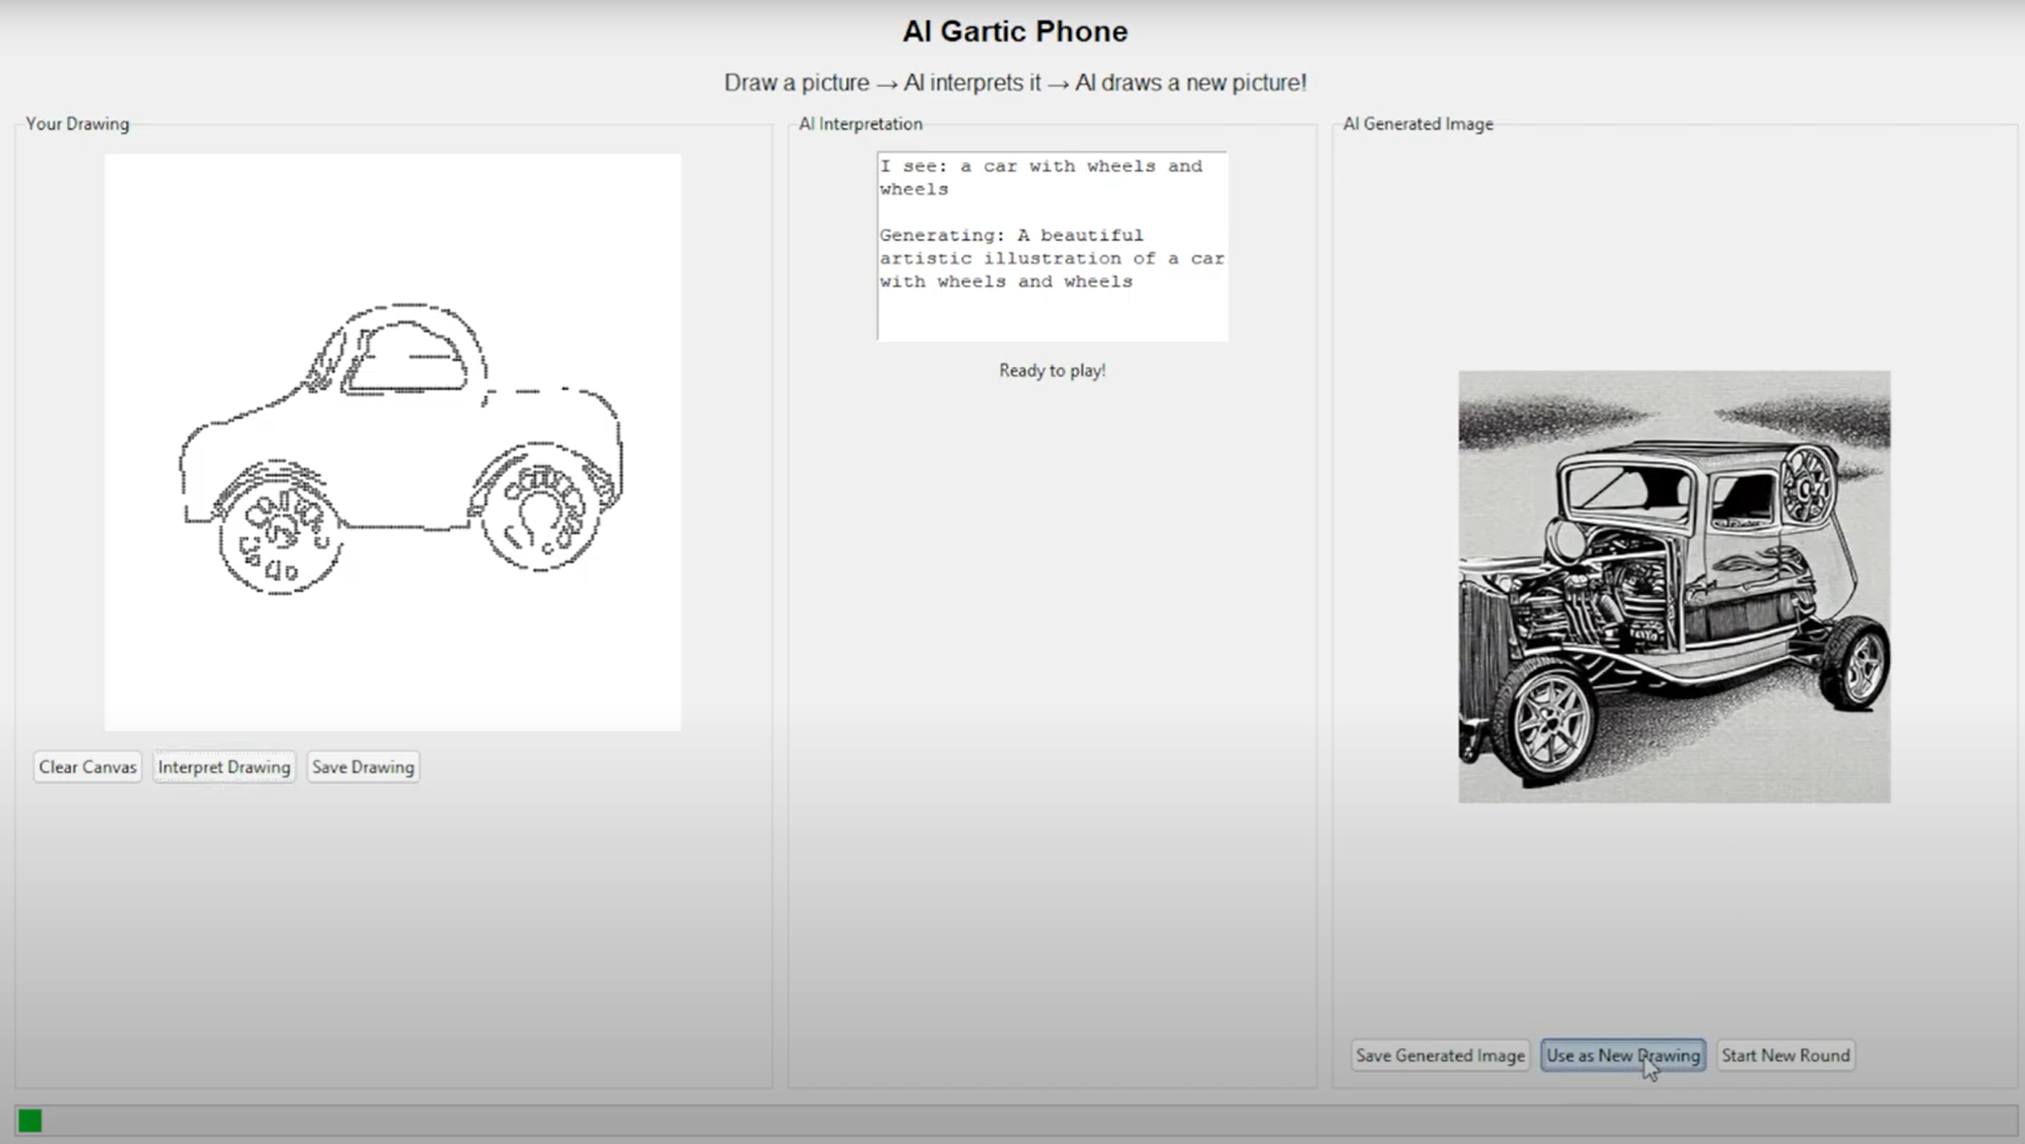 AI Gartic Phone
Draw a picture → AI interprets it → AI draws a new picture!
Your Drawing
AI Interpretation
AI Generated Image
I see: a car with wheels and
wheels
Generating: A beautiful
artistic illustration of a car
with wheels and wheels
Ready to play!
Clear Canvas
Interpret Drawing
Save Drawing
Save Generated Image
Use as New Drawing
Start New Round